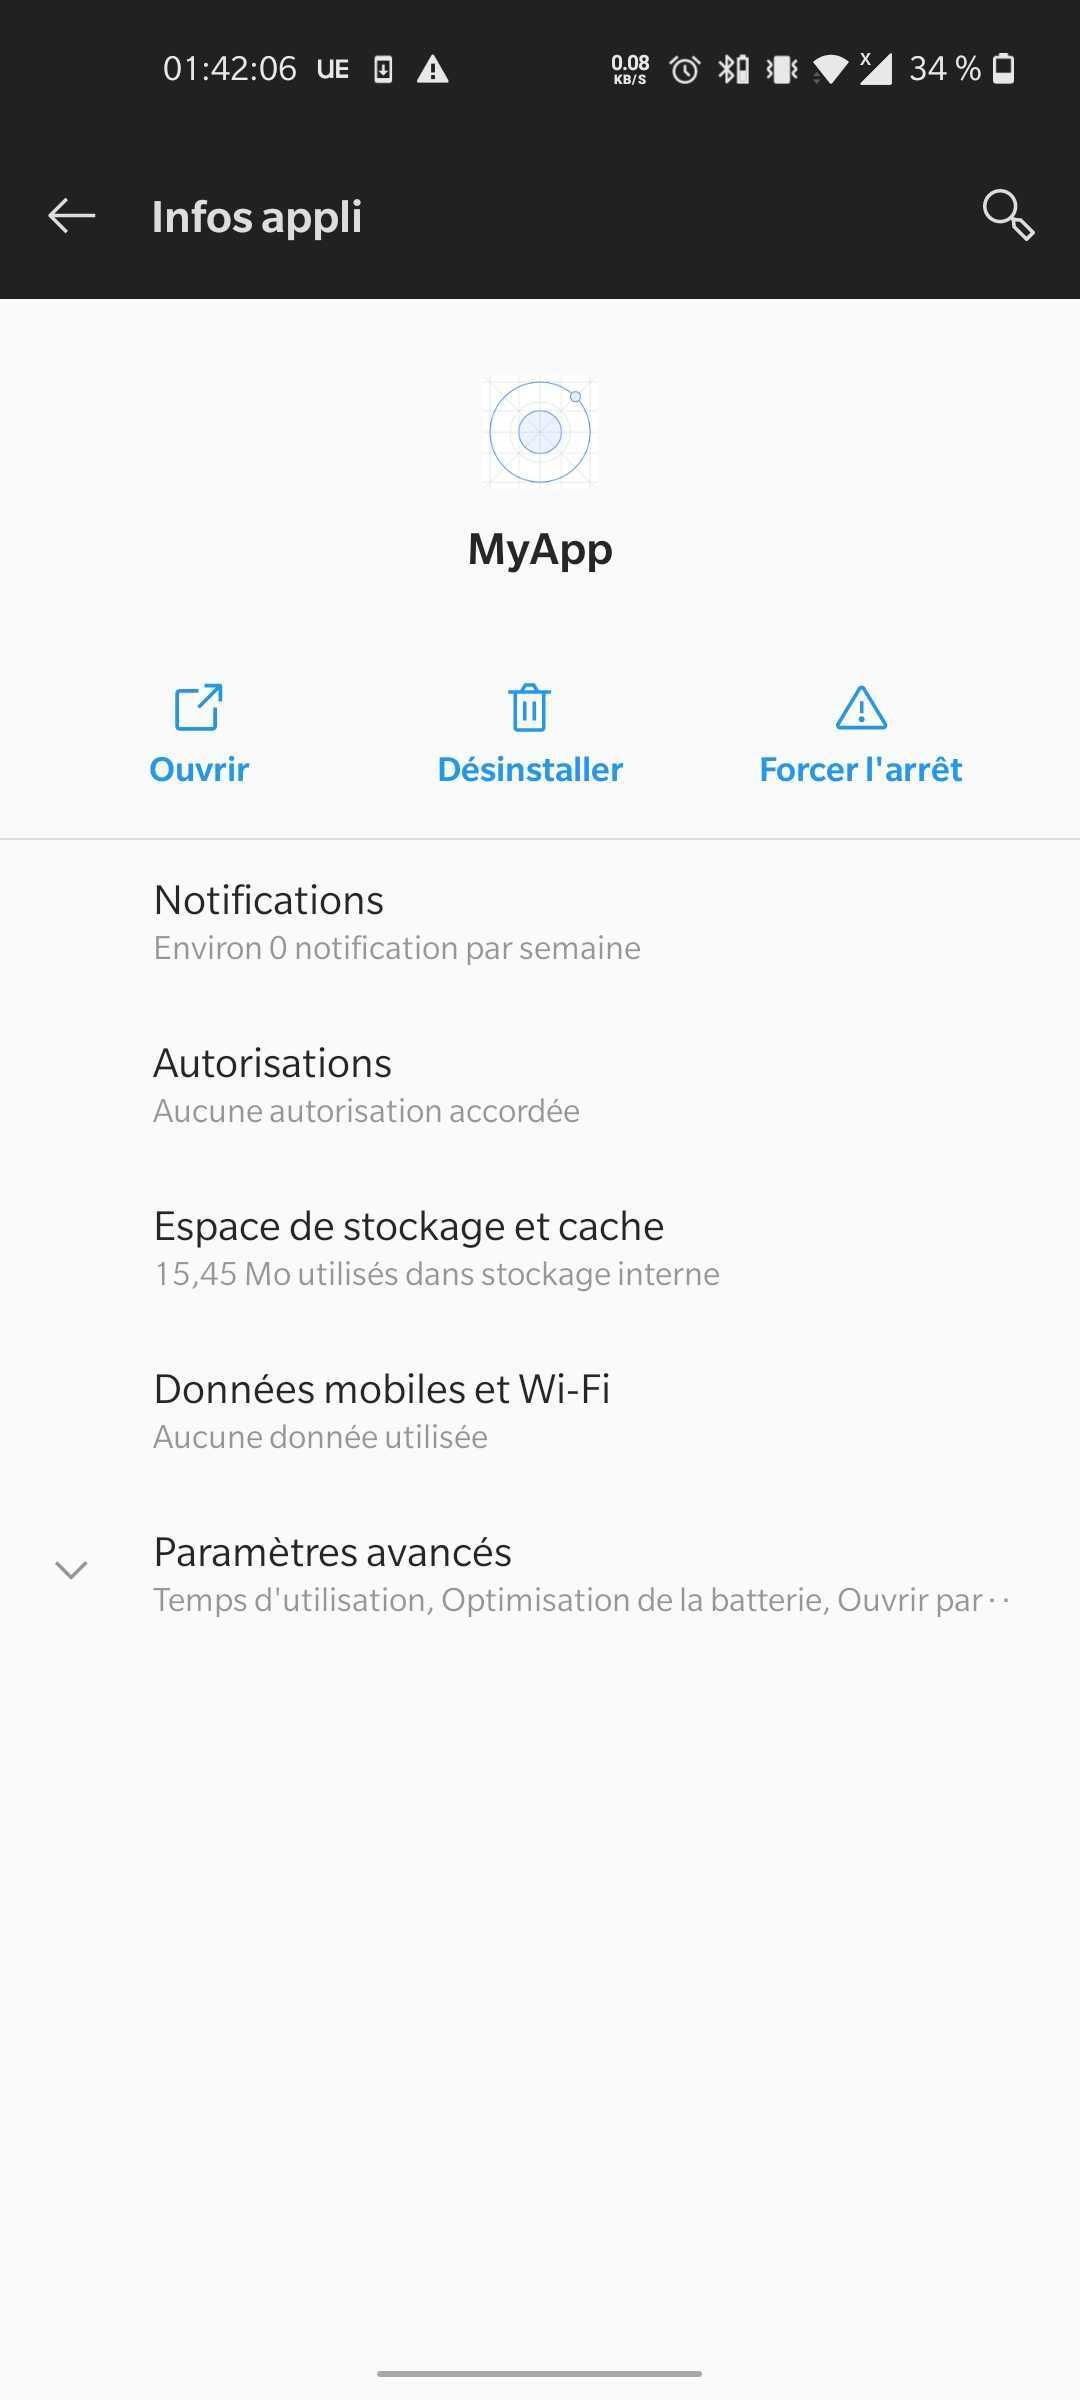 01:42:06 UE 0.08 KB/S X 34 %
Infos appli
MyApp
Ouvrir Désinstaller Forcer l'arrêt
Notifications
Environ 0 notification par semaine
Autorisations
Aucune autorisation accordée
Espace de stockage et cache
15,45 Mo utilisés dans stockage interne
Données mobiles et Wi-Fi
Aucune donnée utilisée
Paramètres avancés
Temps d'utilisation, Optimisation de la batterie, Ouvrir par··